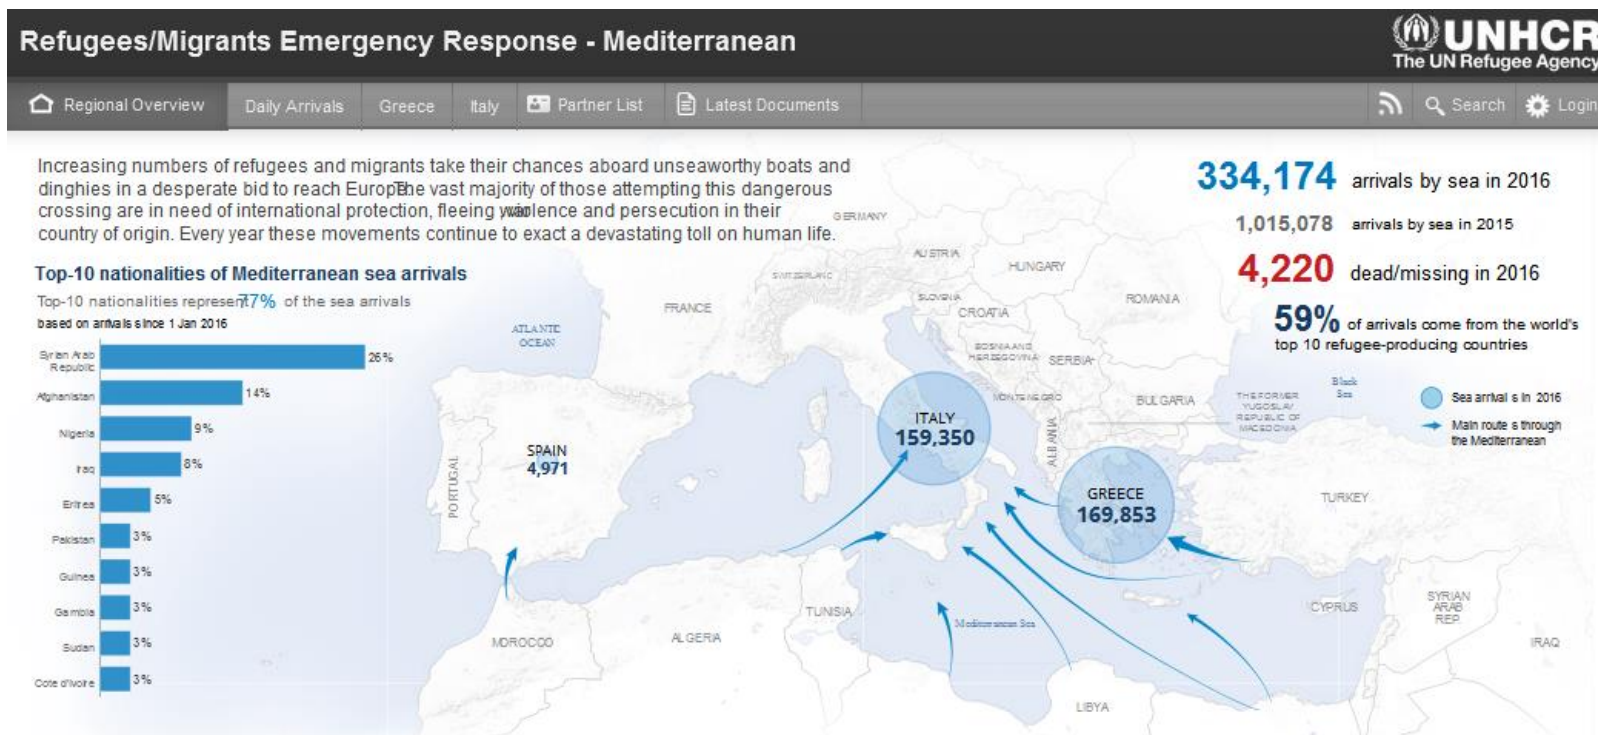 Refugees/Migrants Emergency Response - Mediterranean
UNHCR
The UN Refugee Agency
Regional Overview
Daily Arrivals
Greece
Italy
Partner List
Latest Documents
Search
Login
Increasing numbers of refugees and migrants take their chances aboard unseaworthy boats and
dinghies in a desperate bid to reach Europe. The vast majority of those attempting this dangerous
crossing are in need of international protection, fleeing violence and persecution in their
country of origin. Every year these movements continue to exact a devastating toll on human life.
334,174 arrivals by sea in 2016
1,015,078 arrivals by sea in 2015
4,220 dead/missing in 2016
59% of arrivals come from the world's
top 10 refugee-producing countries
Sea arrivals in 2016
Main routes through
the Mediterranean
Top-10 nationalities of Mediterranean sea arrivals
Top-10 nationalities represent 77% of the sea arrivals
based on arrivals since 1 Jan 2016
Syrian Arab
Republic
26%
Afghanistan 14%
Nigeria 9%
Iraq 8%
Eritrea 5%
Pakistan 3%
Guinea 3%
Gambia 3%
Sudan 3%
Cote d'Ivoire 3%
GERMANY
AUSTRIA
HUNGARY
SWITZERLAND
FRANCE
SLOVENIA
CROATIA
ROMANIA
ATLANTIC
OCEAN
BOSNIA AND
HERZEGOVINA
SERBIA
MONTENEGRO
BULGARIA
THE FORMER
YUGOSLAV
REPUBLIC OF
MACEDONIA
Black
Sea
ITALY
159,350
ALBANIA
SPAIN
4,971
PORTUGAL
GREECE
169,853
TURKEY
TUNISIA
Mediterranean Sea
CYPRUS
SYRIAN
ARAB
REP
MOROCCO
ALGERIA
IRAQ
LIBYA